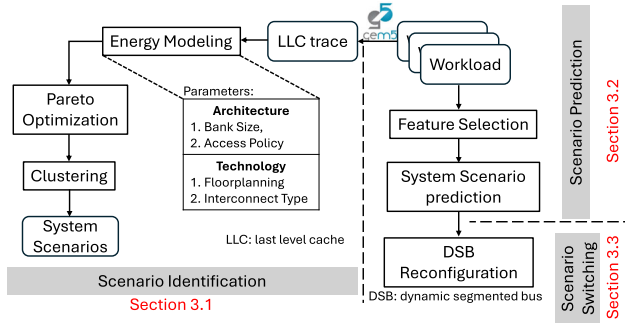 Energy Modeling
LLC trace
gem5
Workload
Parameters:
Architecture
1. Bank Size,
2. Access Policy
Technology
1. Floorplanning
2. Interconnect Type
Pareto
Optimization
Clustering
System
Scenarios
LLC: last level cache
Scenario Identification
Section 3.1
Feature Selection
System Scenario
prediction
DSB
Reconfiguration
DSB: dynamic segmented bus
Scenario Prediction
Section 3.2
Scenario
Switching
Section 3.3